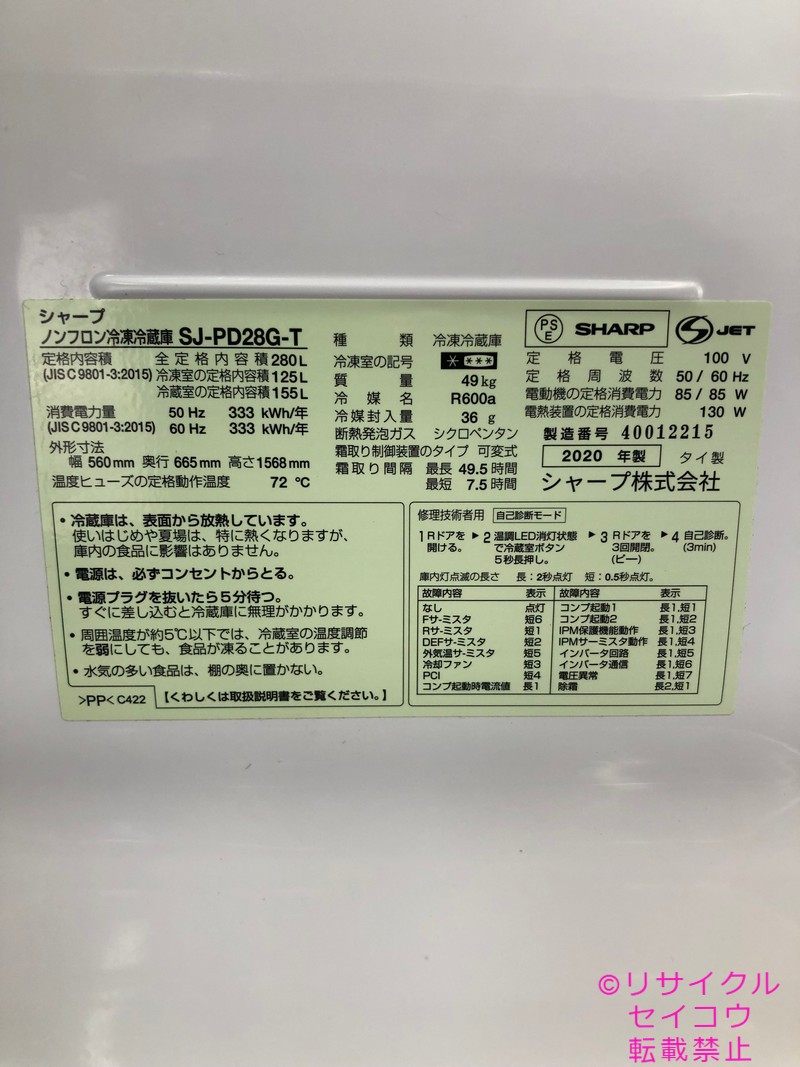 シャープ
ノンフロン冷凍冷蔵庫 SJ-PD28G-T
定格内容積 全定格内容積 280L
(JIS C 9801-3:2015) 冷凍室の定格内容積 125L
冷蔵室の定格内容積 155L
消費電力量 50 Hz 333 kWh/年
(JIS C 9801-3:2015) 60 Hz 333 kWh/年
外形寸法
幅 560mm 奥行 665mm 高さ 1568mm
温度ヒューズの定格動作温度 72 ℃
種類 冷凍冷蔵庫
冷凍室の記号 * ***
質量 49 kg
冷媒名 R600a
冷媒封入量 36 g
断熱発泡ガス シクロペンタン
霜取り制御装置のタイプ 可変式
霜取り間隔 最長 49.5 時間
最短 7.5 時間
PSE SHARP S JET
定格電圧 100 V
定格周波数 50 / 60 Hz
電動機の定格消費電力 85 / 85 W
電熱装置の定格消費電力 130 W
製造番号 40012215
2020 年製 タイ製
シャープ株式会社
・冷蔵庫は、表面から放熱しています。
使いはじめや夏場は、特に熱くなりますが、
庫内の食品に影響はありません。
・電源は、必ずコンセントからとる。
・電源プラグを抜いたら5分待つ。
すぐに差し込むと冷蔵庫に無理がかかります。
・周囲温度が約5℃以下では、冷蔵室の温度調節
を弱にしても、食品が凍ることがあります。
・水気の多い食品は、棚の奥に置かない。
>PP< C422 【くわしくは取扱説明書をご覧ください。】
修理技術者用 自己診断モード
1 Rドアを開ける。 ▶ 2 温調LED消灯状態で冷蔵室ボタン5秒長押し。 ▶ 3 Rドアを3回開閉。(ピー) ▶ 4 自己診断。(3min)
庫内灯点滅の長さ 長：2秒点灯 短：0.5秒点灯。
故障内容 表示 故障内容 表示
なし 点灯 コンプ起動1 長1,短1
Fサ-ミスタ 短6 コンプ起動2 長1,短2
Rサ-ミスタ 短1 IPM保護機能動作 長1,短3
DEFサ-ミスタ 短2 IPMサーミスタ動作 長1,短4
外気温サ-ミスタ 短5 インバータ回路 長1,短5
冷却ファン 短3 インバータ通信 長1,短6
PCI 短4 電圧異常 長1,短7
コンプ起動時電流値 長1 除霜 長2,短1
©リサイクル
セイコウ
転載禁止